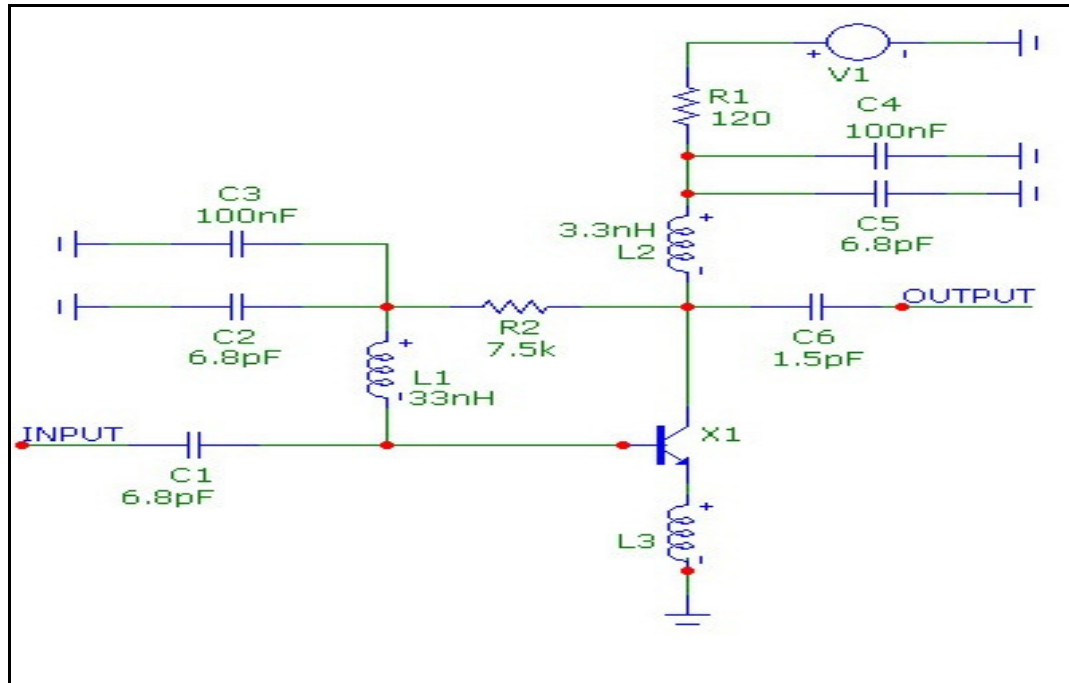 V1
R1
120
C4
100nF
C5
6.8pF
C3
100nF
3.3nH
L2
C2
6.8pF
R2
7.5k
OUTPUT
C6
1.5pF
L1
33nH
INPUT
C1
6.8pF
X1
L3